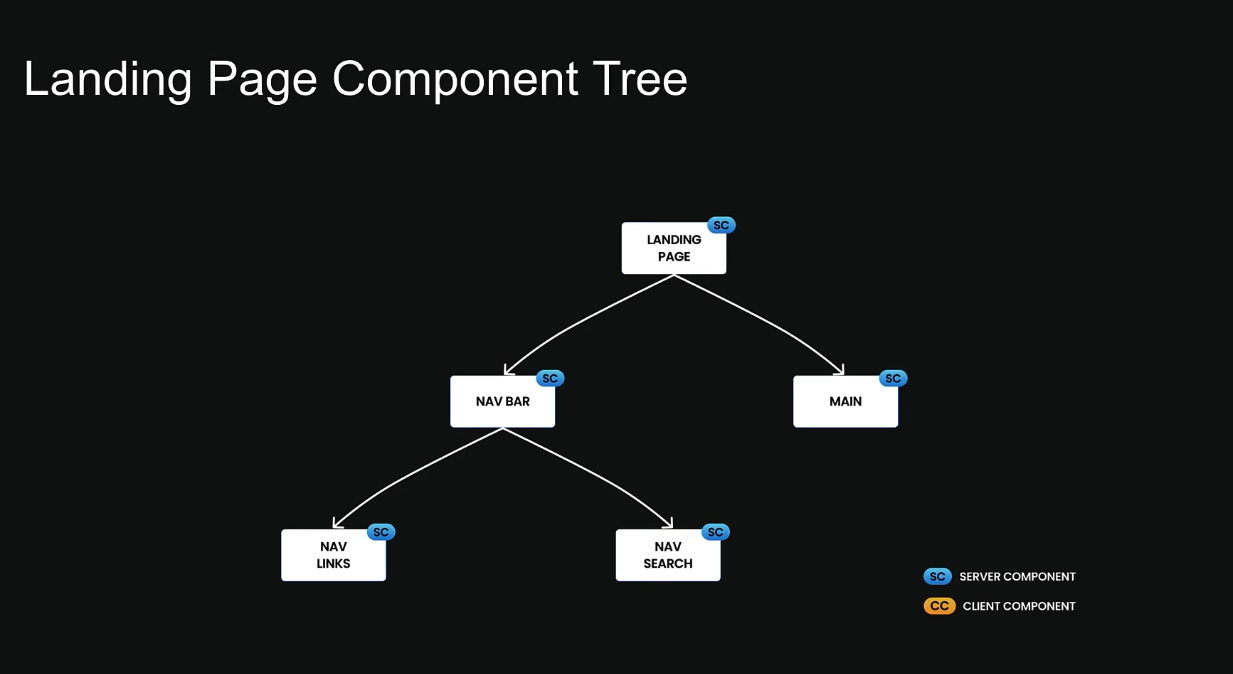 Landing Page Component Tree
SC
LANDING
PAGE
SC
NAV BAR
SC
MAIN
SC
NAV
LINKS
SC
NAV
SEARCH
SC SERVER COMPONENT
CC CLIENT COMPONENT